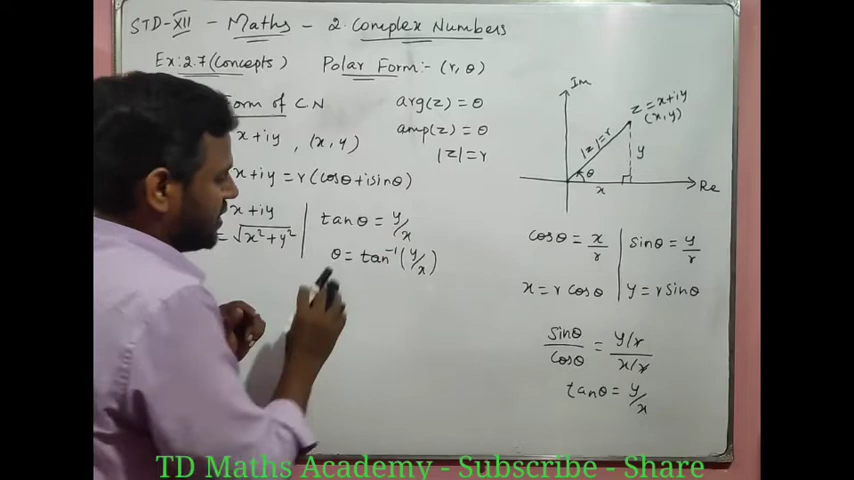 STD-XII - Maths - 2. Complex Numbers
Ex: 2.7 (Concepts) Polar Form:- (r, θ)
Form of CN
x+iy , (x, y)
x+iy = r(cosθ+isinθ)
x+iy
= √x²+y²
arg(z) = θ
amp(z) = θ
|z|=r
tanθ = y/x
θ = tan⁻¹(y/x)
Im
z = x+iy
(x, y)
|z|=r
y
θ
x
Re
cosθ = x/r | sinθ = y/r
x = r cosθ | y = r sinθ
sinθ/cosθ = y/r / x/r
tanθ = y/x
TD Maths Academy - Subscribe - Share